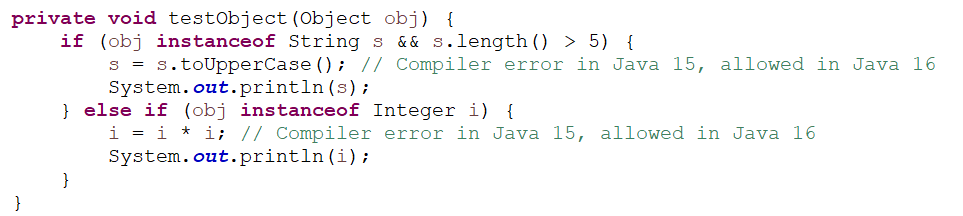 private void testObject(Object obj) {
    if (obj instanceof String s && s.length() > 5) {
        s = s.toUpperCase(); // Compiler error in Java 15, allowed in Java 16
        System.out.println(s);
    } else if (obj instanceof Integer i) {
        i = i * i; // Compiler error in Java 15, allowed in Java 16
        System.out.println(i);
    }
}